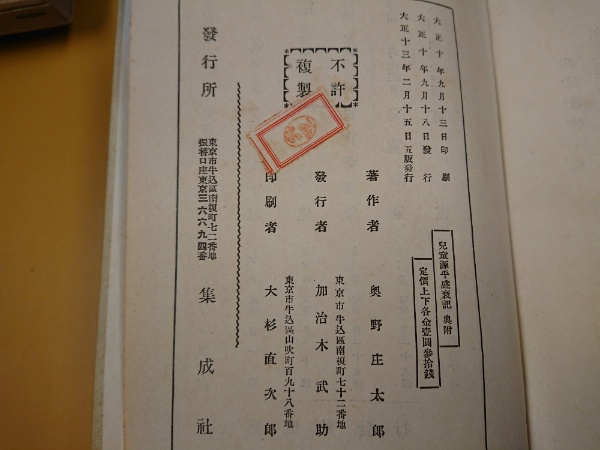 大正十年九月十三日印刷
大正十年九月十八日發行
大正十三年二月十五日五版發行
兒童源平盛衰記 奥附
定價上下各金壹圓參拾錢
不許
複製
著作者 奥野庄太郎
東京市牛込區南榎町七十二番地
發行者 加治木武助
東京市牛込區山吹町百九十八番地
印刷者 大杉直次郎
發行所
東京市牛込區南榎町七二番地
振替口座東京三六六九四番
集成社